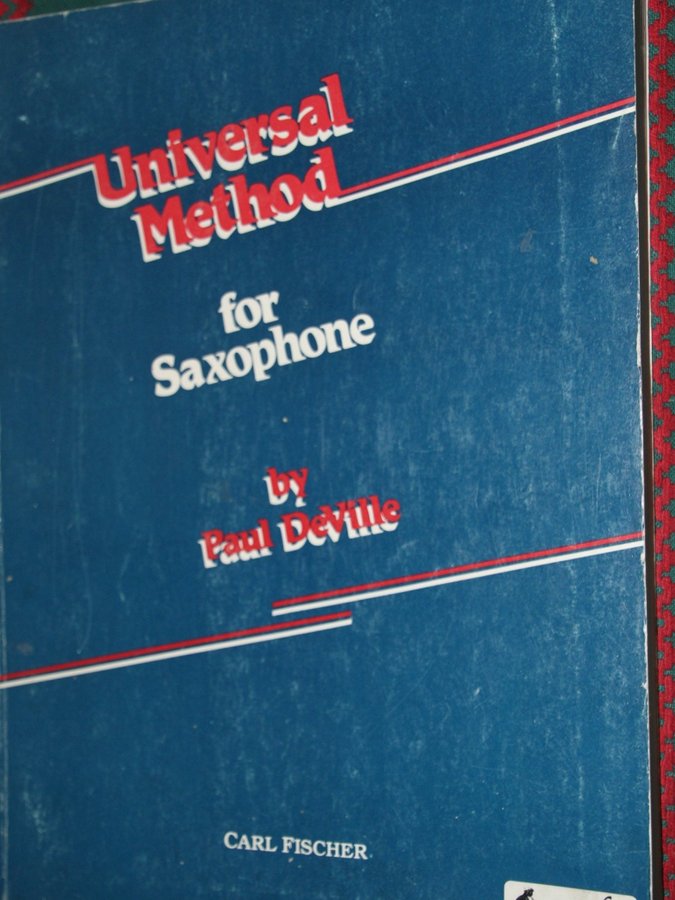 Universal
Method
for
Saxophone
by
Paul DeVille
CARL FISCHER